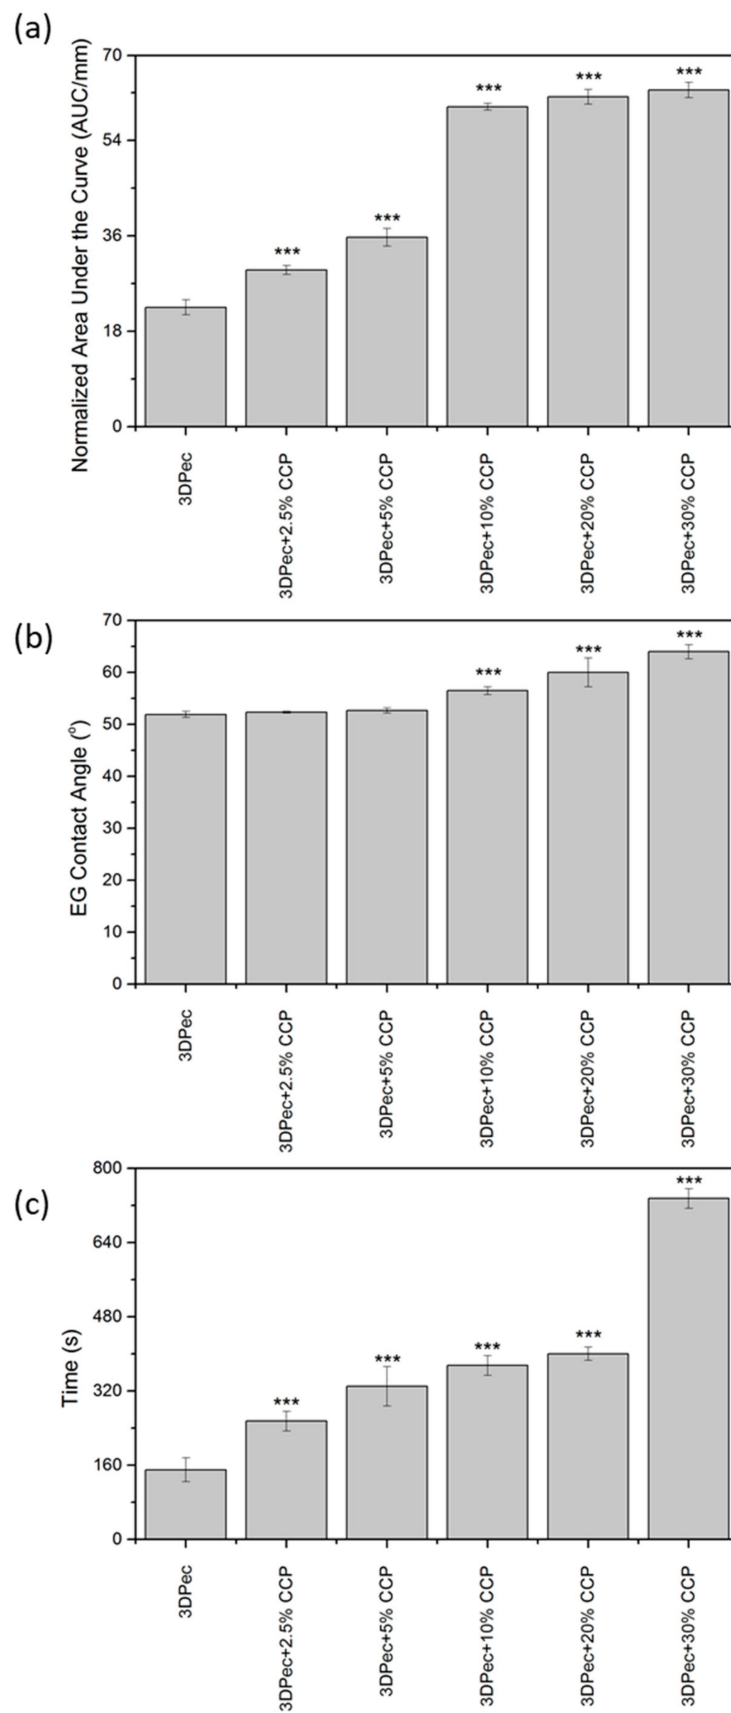 (a)
Normalized Area Under the Curve (AUC/mm)
70
54
36
18
0
***
***
***
***
***
3DPec
3DPec+2.5% CCP
3DPec+5% CCP
3DPec+10% CCP
3DPec+20% CCP
3DPec+30% CCP
(b)
EG Contact Angle (°)
70
60
50
40
30
20
10
0
***
***
***
3DPec
3DPec+2.5% CCP
3DPec+5% CCP
3DPec+10% CCP
3DPec+20% CCP
3DPec+30% CCP
(c)
Time (s)
800
640
480
320
160
0
***
***
***
***
***
3DPec
3DPec+2.5% CCP
3DPec+5% CCP
3DPec+10% CCP
3DPec+20% CCP
3DPec+30% CCP